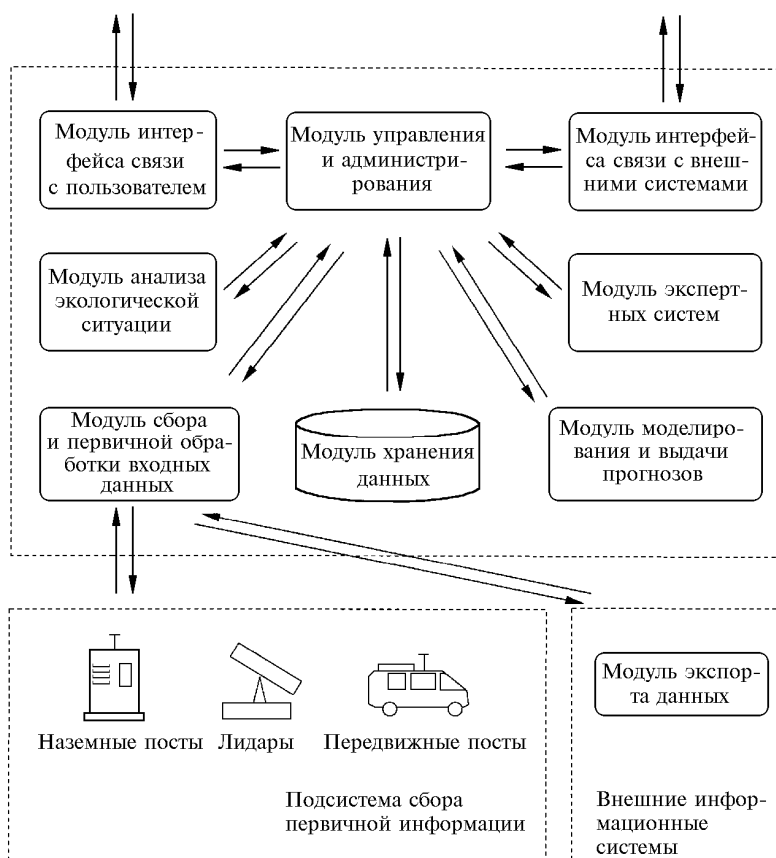 Модуль интер-
фейса связи
с пользователем
Модуль управления
и администри-
рования
Модуль интерфей-
са связи с внеш-
ними системами
Модуль анализа
экологической
ситуации
Модуль эксперт-
ных систем
Модуль сбора
и первичной обра-
ботки входных
данных
Модуль хранения
данных
Модуль моделиро-
вания и выдачи
прогнозов
Наземные посты
Лидары
Передвижные посты
Подсистема сбора
первичной информации
Модуль экспор-
та данных
Внешние инфор-
мационные
системы